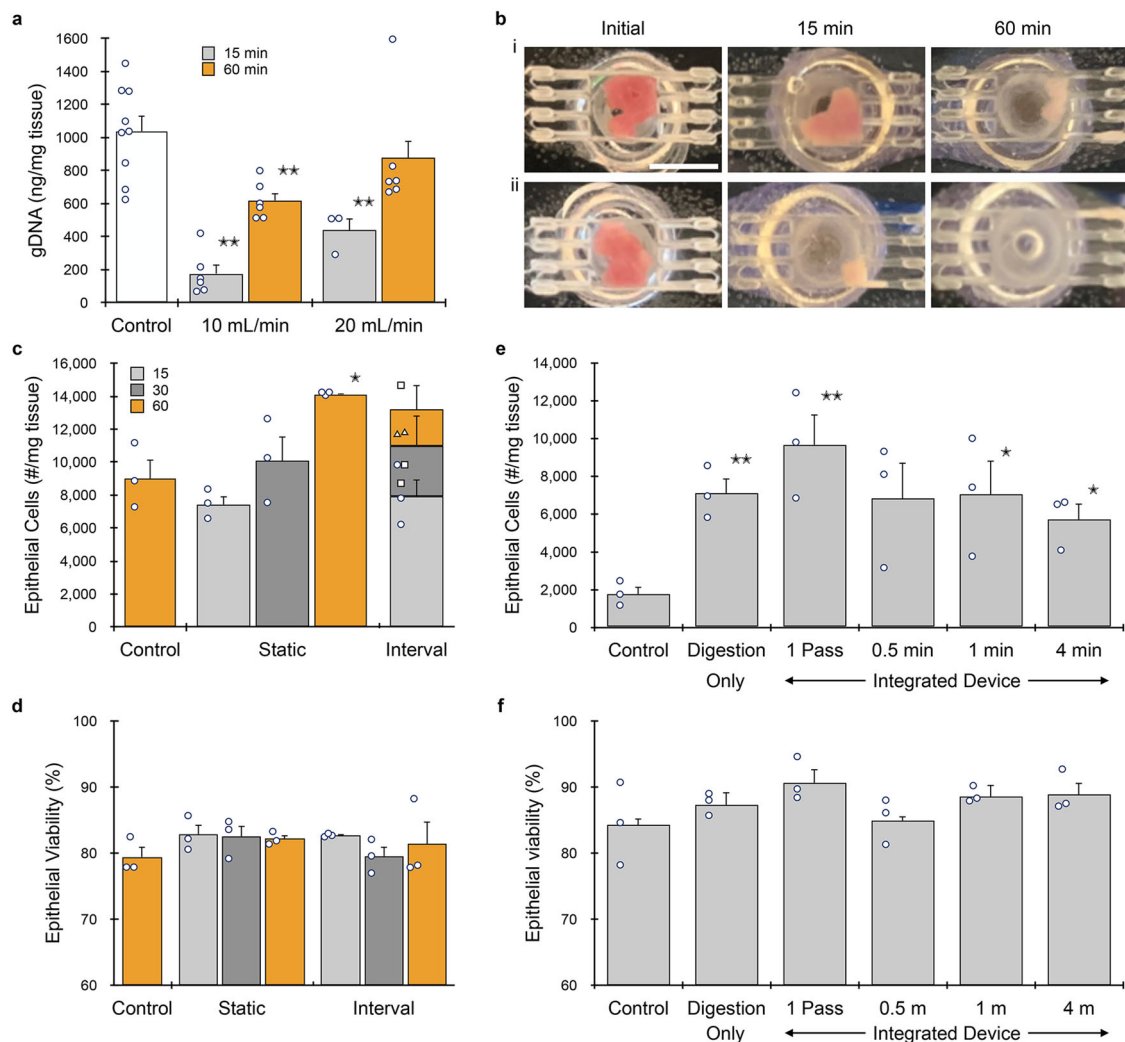 a
gDNA (ng/mg tissue)
1600
1400
1200
1000
800
600
400
200
0
15 min
60 min
★★
★★
★★
Control
10 mL/min
20 mL/min
b
Initial
15 min
60 min
i
ii
c
Epithelial Cells (#/mg tissue)
16,000
14,000
12,000
10,000
8,000
6,000
4,000
2,000
0
15
30
60
★
Control
Static
Interval
e
Epithelial Cells (#/mg tissue)
14,000
12,000
10,000
8,000
6,000
4,000
2,000
0
★★
★★
★
★
Control
Digestion
1 Pass
0.5 min
1 min
4 min
Only
Integrated Device
d
Epithelial Viability (%)
100
90
80
70
60
Control
Static
Interval
f
Epithelial viability (%)
100
90
80
70
60
Control
Digestion
1 Pass
0.5 m
1 m
4 m
Only
Integrated Device